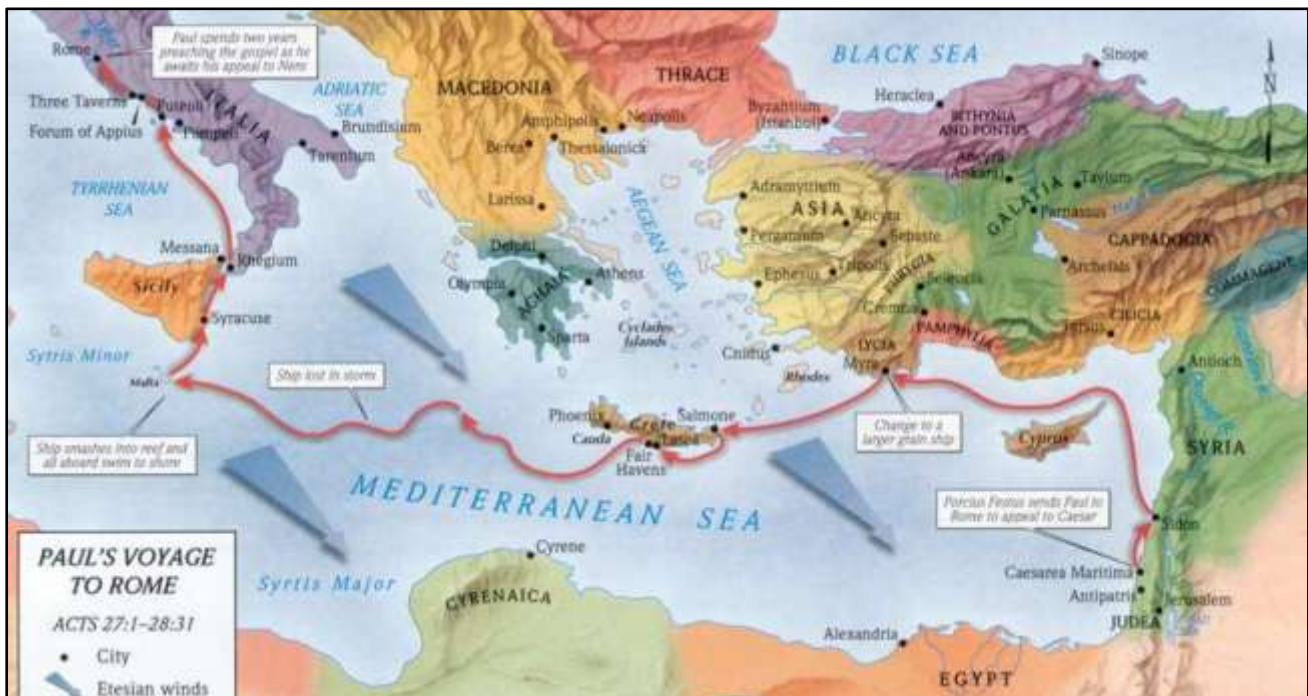 Rome
Paul spends two years
preaching the gospel as he
awaits his appeal to Nero
Three Taverns
Forum of Appius
Puteoli
Pompeii
ITALIA
ADRIATIC
SEA
Brundisium
Tarentum
TYRRHENIAN
SEA
Messana
Rhegium
Sicily
Syracuse
Sytris Minor
Malta
Ship lost in storm
Ship smashes into reef and
all aboard swim to shore
MACEDONIA
Amphipolis
Neapolis
Berea
Thessalonica
Larissa
Delphi
Olympia
ACHAIA
Athens
Sparta
Cyclades
Islands
AEGEAN SEA
THRACE
BLACK SEA
Byzantium
(Istanbul)
Heraclea
Sinope
BITHYNIA
AND PONTUS
Ancyra
(Ankara)
Tavium
GALATIA
Parnassus
Adramyttium
ASIA
Ancyra
Pergamum
Sebaste
Ephesus
Tripolis
PHRYGIA
Seleucia
Cremna
CAPPADOCIA
Archelais
COMMAGENE
CILICIA
Tarsus
PAMPHYLIA
LYCIA
Myra
Cnidus
Rhodes
Antioch
SYRIA
Cyprus
Change to a
larger grain ship
Phoenix
Crete
Salmone
Cauda
Lasea
Fair
Havens
MEDITERRANEAN SEA
Porcius Festus sends Paul to
Rome to appeal to Caesar
Sidon
Caesarea Maritima
Antipatris
Jerusalem
JUDEA
Cyrene
CYRENAICA
Syrtis Major
Alexandria
EGYPT
N
PAUL'S VOYAGE
TO ROME
ACTS 27:1–28:31
City
Etesian winds